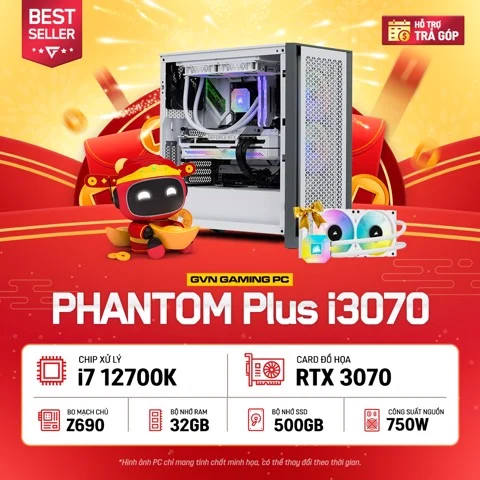 BEST
SELLER
HỖ TRỢ
TRẢ GÓP
GVN GAMING PC
PHANTOM Plus i3070
CHIP XỬ LÝ
i7 12700K
CARD ĐỒ HỌA
RTX 3070
BO MẠCH CHỦ
Z690
BỘ NHỚ RAM
32GB
BỘ NHỚ SSD
500GB
CÔNG SUẤT NGUỒN
750W
*Hình ảnh PC chỉ mang tính chất minh họa, có thể thay đổi theo thời gian.